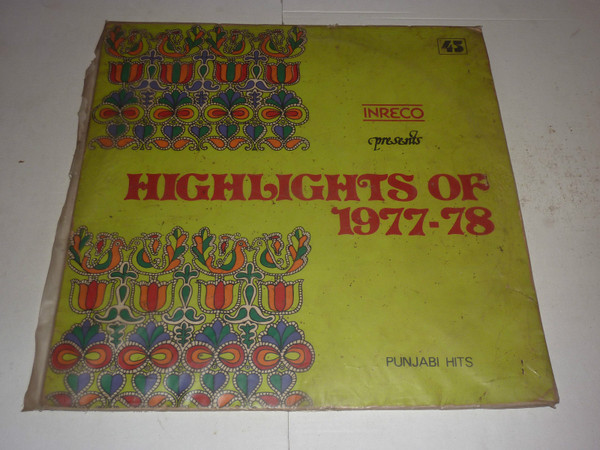 45
INRECO
presents
HIGHLIGHTS OF
1977-78
PUNJABI HITS